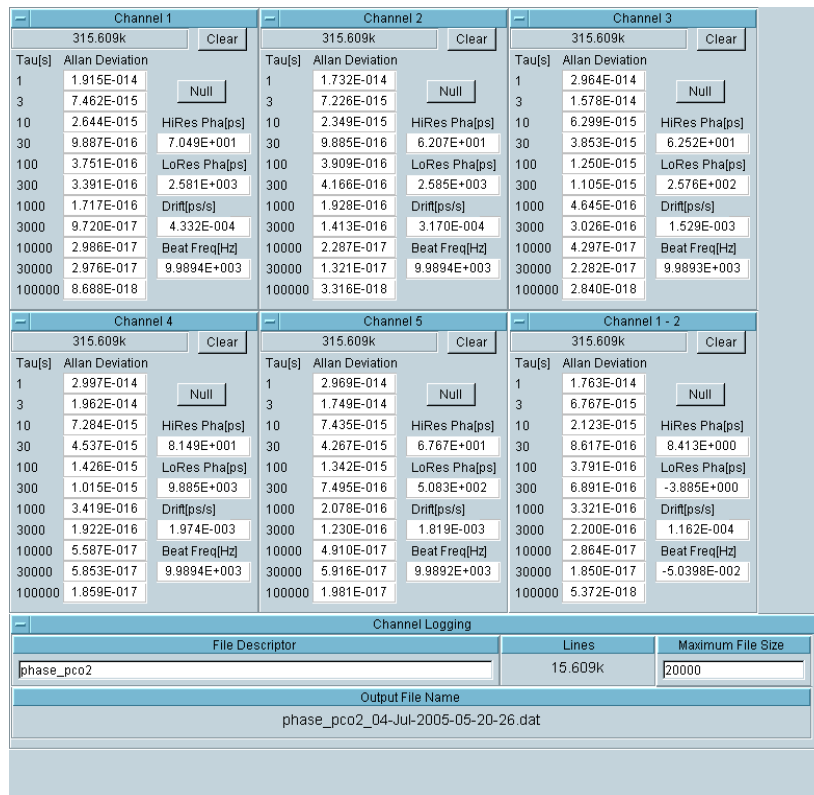 Channel 1
315.609k Clear
Tau[s] Allan Deviation
1 1.915E-014
Null
3 7.462E-015
10 2.644E-015 HiRes Pha[ps]
30 9.887E-016 7.049E+001
100 3.751E-016 LoRes Pha[ps]
300 3.391E-016 2.581E+003
1000 1.717E-016 Drift[ps/s]
3000 9.720E-017 4.332E-004
10000 2.986E-017 Beat Freq[Hz]
30000 2.976E-017 9.9894E+003
100000 8.688E-018
Channel 2
315.609k Clear
Tau[s] Allan Deviation
1 1.732E-014
Null
3 7.226E-015
10 2.349E-015 HiRes Pha[ps]
30 9.885E-016 6.207E+001
100 3.909E-016 LoRes Pha[ps]
300 4.166E-016 2.585E+003
1000 1.928E-016 Drift[ps/s]
3000 1.413E-016 3.170E-004
10000 2.287E-017 Beat Freq[Hz]
30000 1.321E-017 9.9894E+003
100000 3.316E-018
Channel 3
315.609k Clear
Tau[s] Allan Deviation
1 2.964E-014
Null
3 1.578E-014
10 6.299E-015 HiRes Pha[ps]
30 3.853E-015 6.252E+001
100 1.250E-015 LoRes Pha[ps]
300 1.105E-015 2.576E+002
1000 4.645E-016 Drift[ps/s]
3000 3.026E-016 1.529E-003
10000 4.297E-017 Beat Freq[Hz]
30000 2.282E-017 9.9893E+003
100000 2.840E-018
Channel 4
315.609k Clear
Tau[s] Allan Deviation
1 2.997E-014
Null
3 1.962E-014
10 7.284E-015 HiRes Pha[ps]
30 4.537E-015 8.149E+001
100 1.426E-015 LoRes Pha[ps]
300 1.015E-015 9.885E+003
1000 3.419E-016 Drift[ps/s]
3000 1.922E-016 1.974E-003
10000 5.587E-017 Beat Freq[Hz]
30000 5.853E-017 9.9894E+003
100000 1.859E-017
Channel 5
315.609k Clear
Tau[s] Allan Deviation
1 2.969E-014
Null
3 1.749E-014
10 7.435E-015 HiRes Pha[ps]
30 4.267E-015 6.767E+001
100 1.342E-015 LoRes Pha[ps]
300 7.495E-016 5.083E+002
1000 2.078E-016 Drift[ps/s]
3000 1.230E-016 1.819E-003
10000 4.910E-017 Beat Freq[Hz]
30000 5.916E-017 9.9892E+003
100000 1.981E-017
Channel 1 - 2
315.609k Clear
Tau[s] Allan Deviation
1 1.763E-014
Null
3 6.767E-015
10 2.123E-015 HiRes Pha[ps]
30 8.617E-016 8.413E+000
100 3.791E-016 LoRes Pha[ps]
300 6.891E-016 -3.885E+000
1000 3.321E-016 Drift[ps/s]
3000 2.200E-016 1.162E-004
10000 2.864E-017 Beat Freq[Hz]
30000 1.850E-017 -5.0398E-002
100000 5.372E-018
Channel Logging
File Descriptor Lines Maximum File Size
phase_pco2 15.609k 20000
Output File Name
phase_pco2_04-Jul-2005-05-20-26.dat